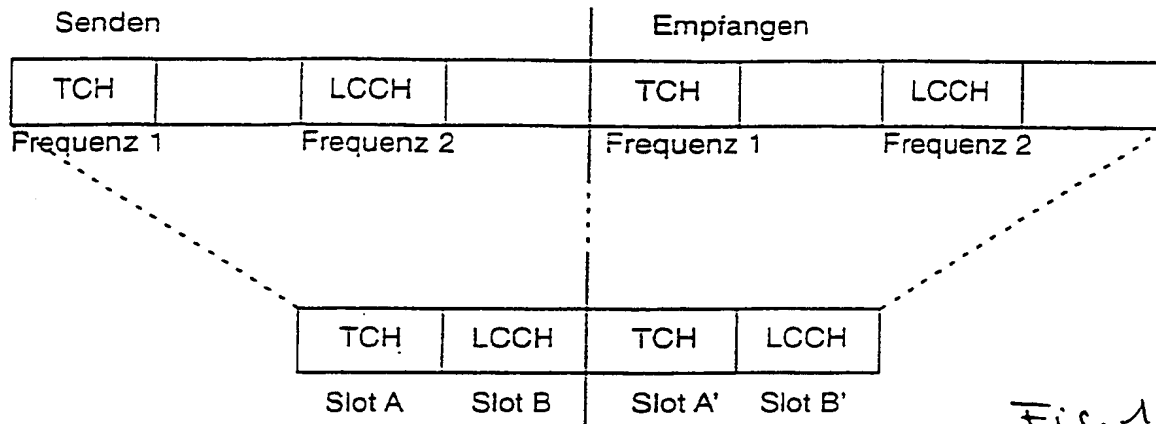 Senden Empfangen
TCH LCCH TCH LCCH
Frequenz 1 Frequenz 2 Frequenz 1 Frequenz 2
TCH LCCH TCH LCCH
Slot A Slot B Slot A' Slot B'
Fig. 1